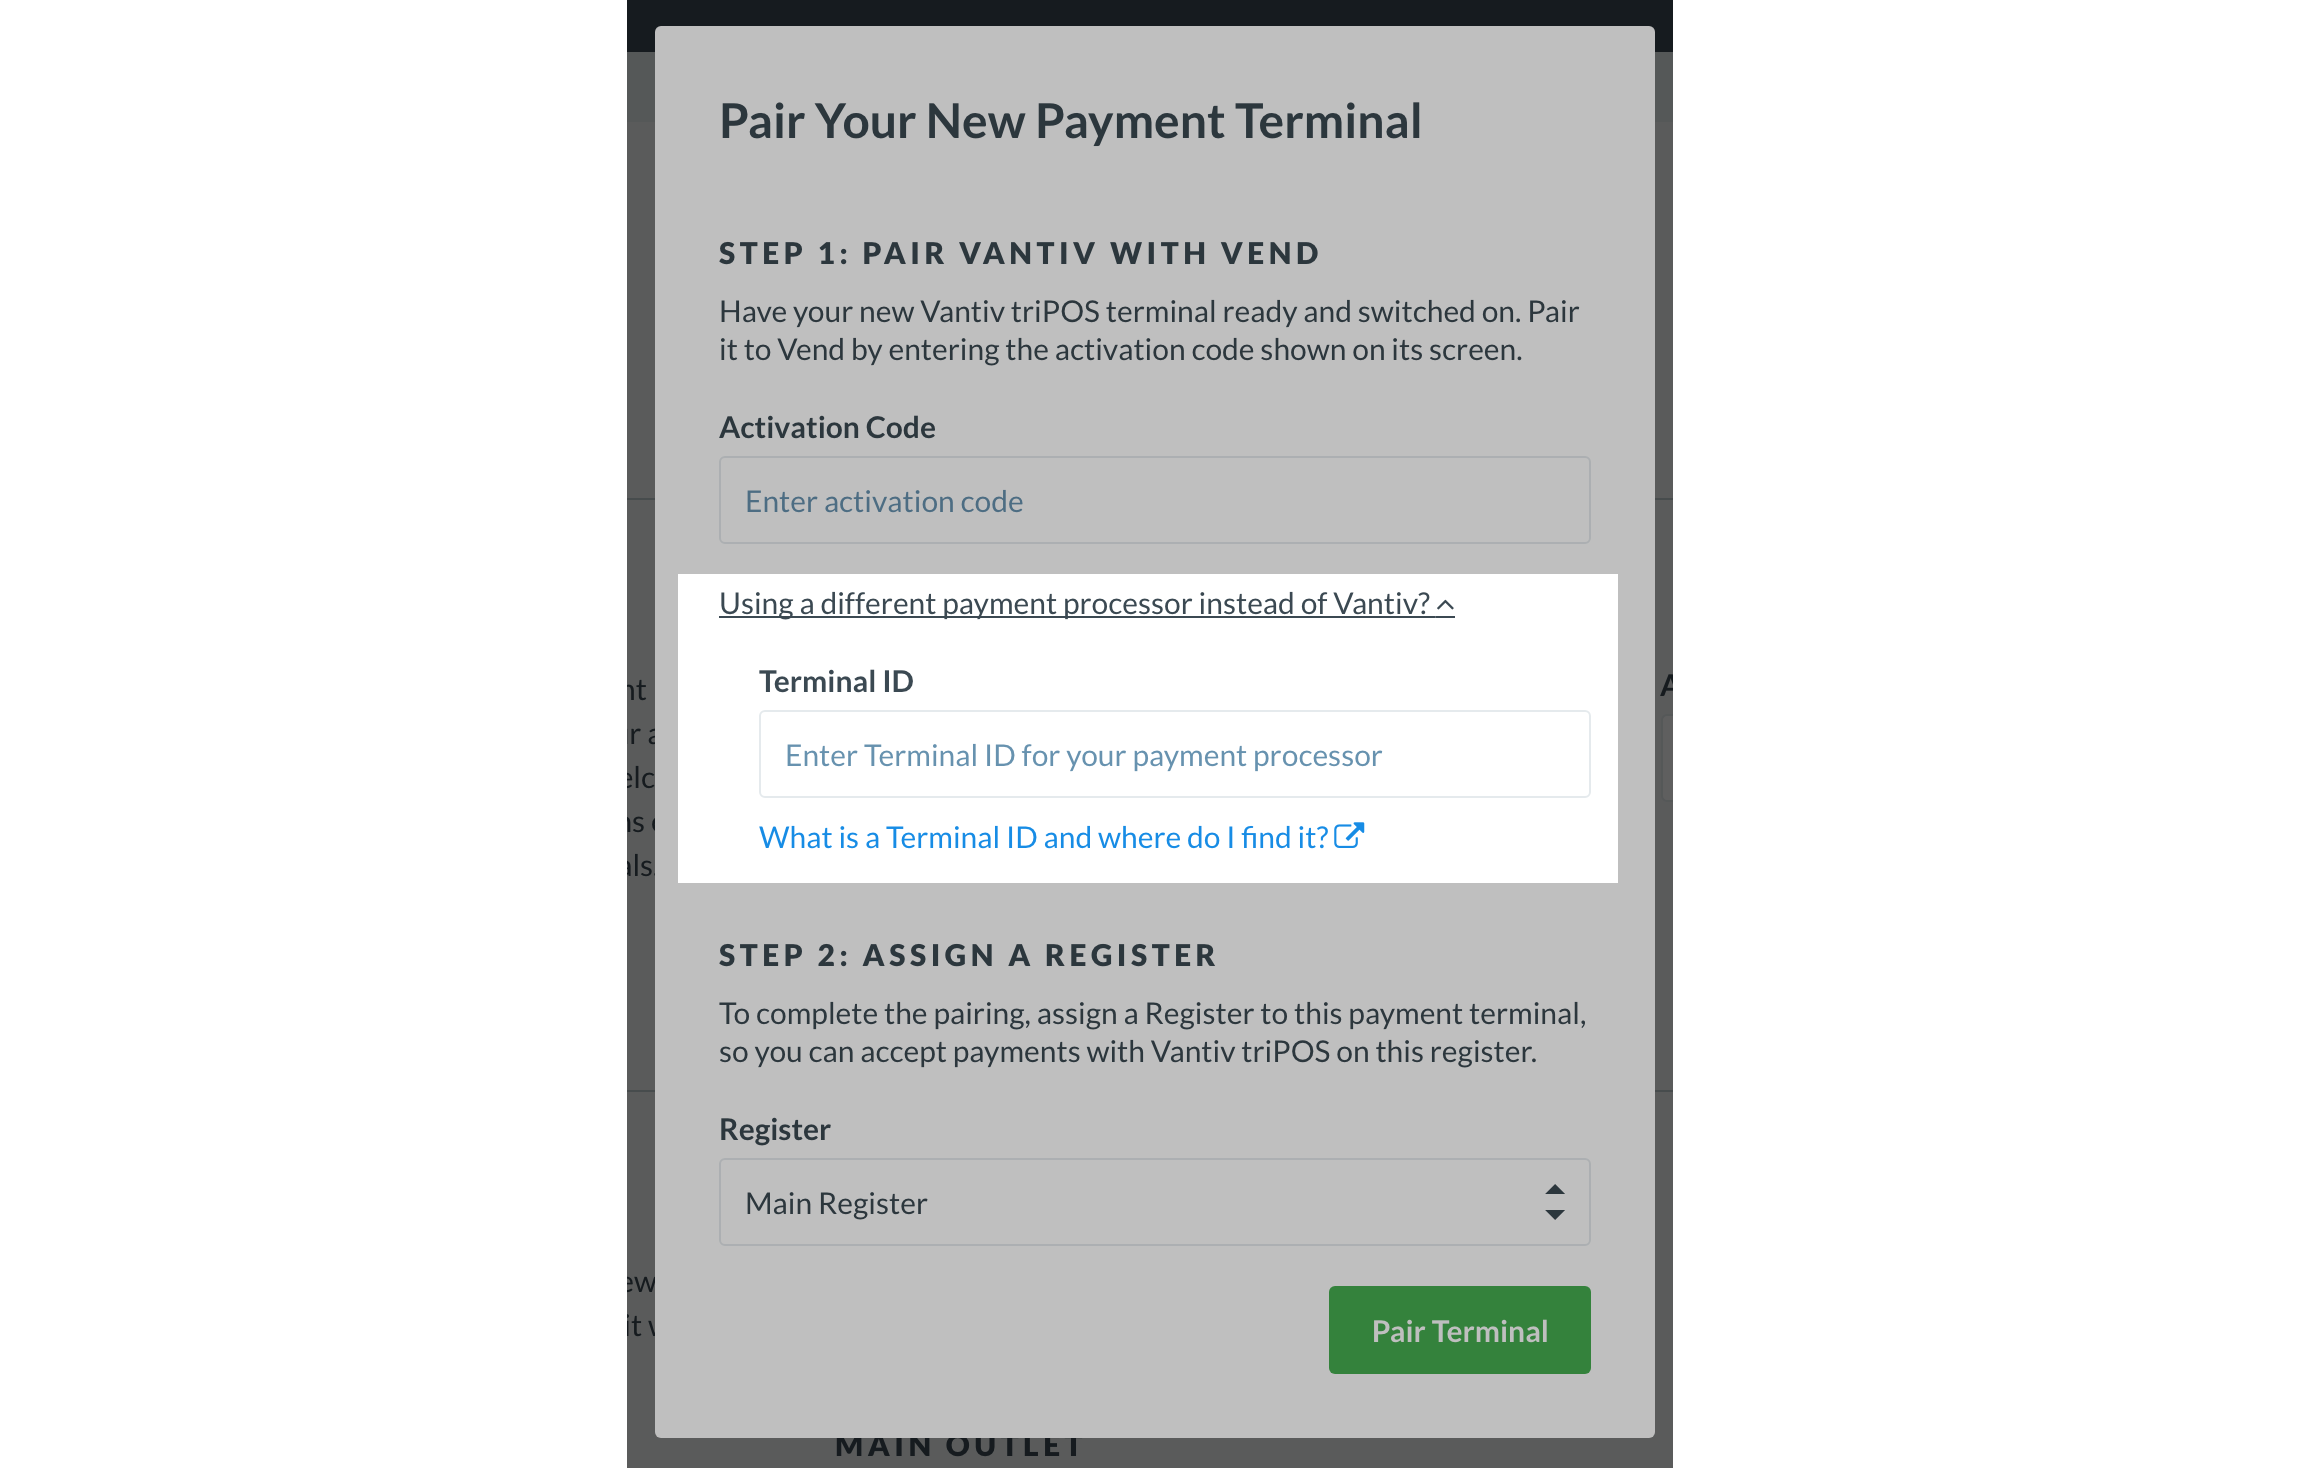 Pair Your New Payment Terminal
STEP 1: PAIR VANTIV WITH VEND
Have your new Vantiv triPOS terminal ready and switched on. Pair
it to Vend by entering the activation code shown on its screen.
Activation Code
Enter activation code
Using a different payment processor instead of Vantiv?
Terminal ID
Enter Terminal ID for your payment processor
What is a Terminal ID and where do I find it?
STEP 2: ASSIGN A REGISTER
To complete the pairing, assign a Register to this payment terminal,
so you can accept payments with Vantiv triPOS on this register.
Register
Main Register
Pair Terminal
MAIN OUTLET